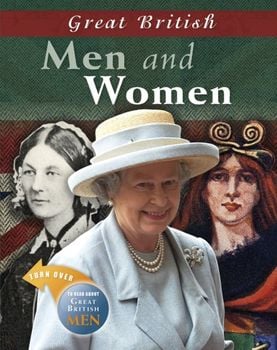 Great British
Men and
Women
TURN OVER
TO READ ABOUT
GREAT
BRITISH
MEN